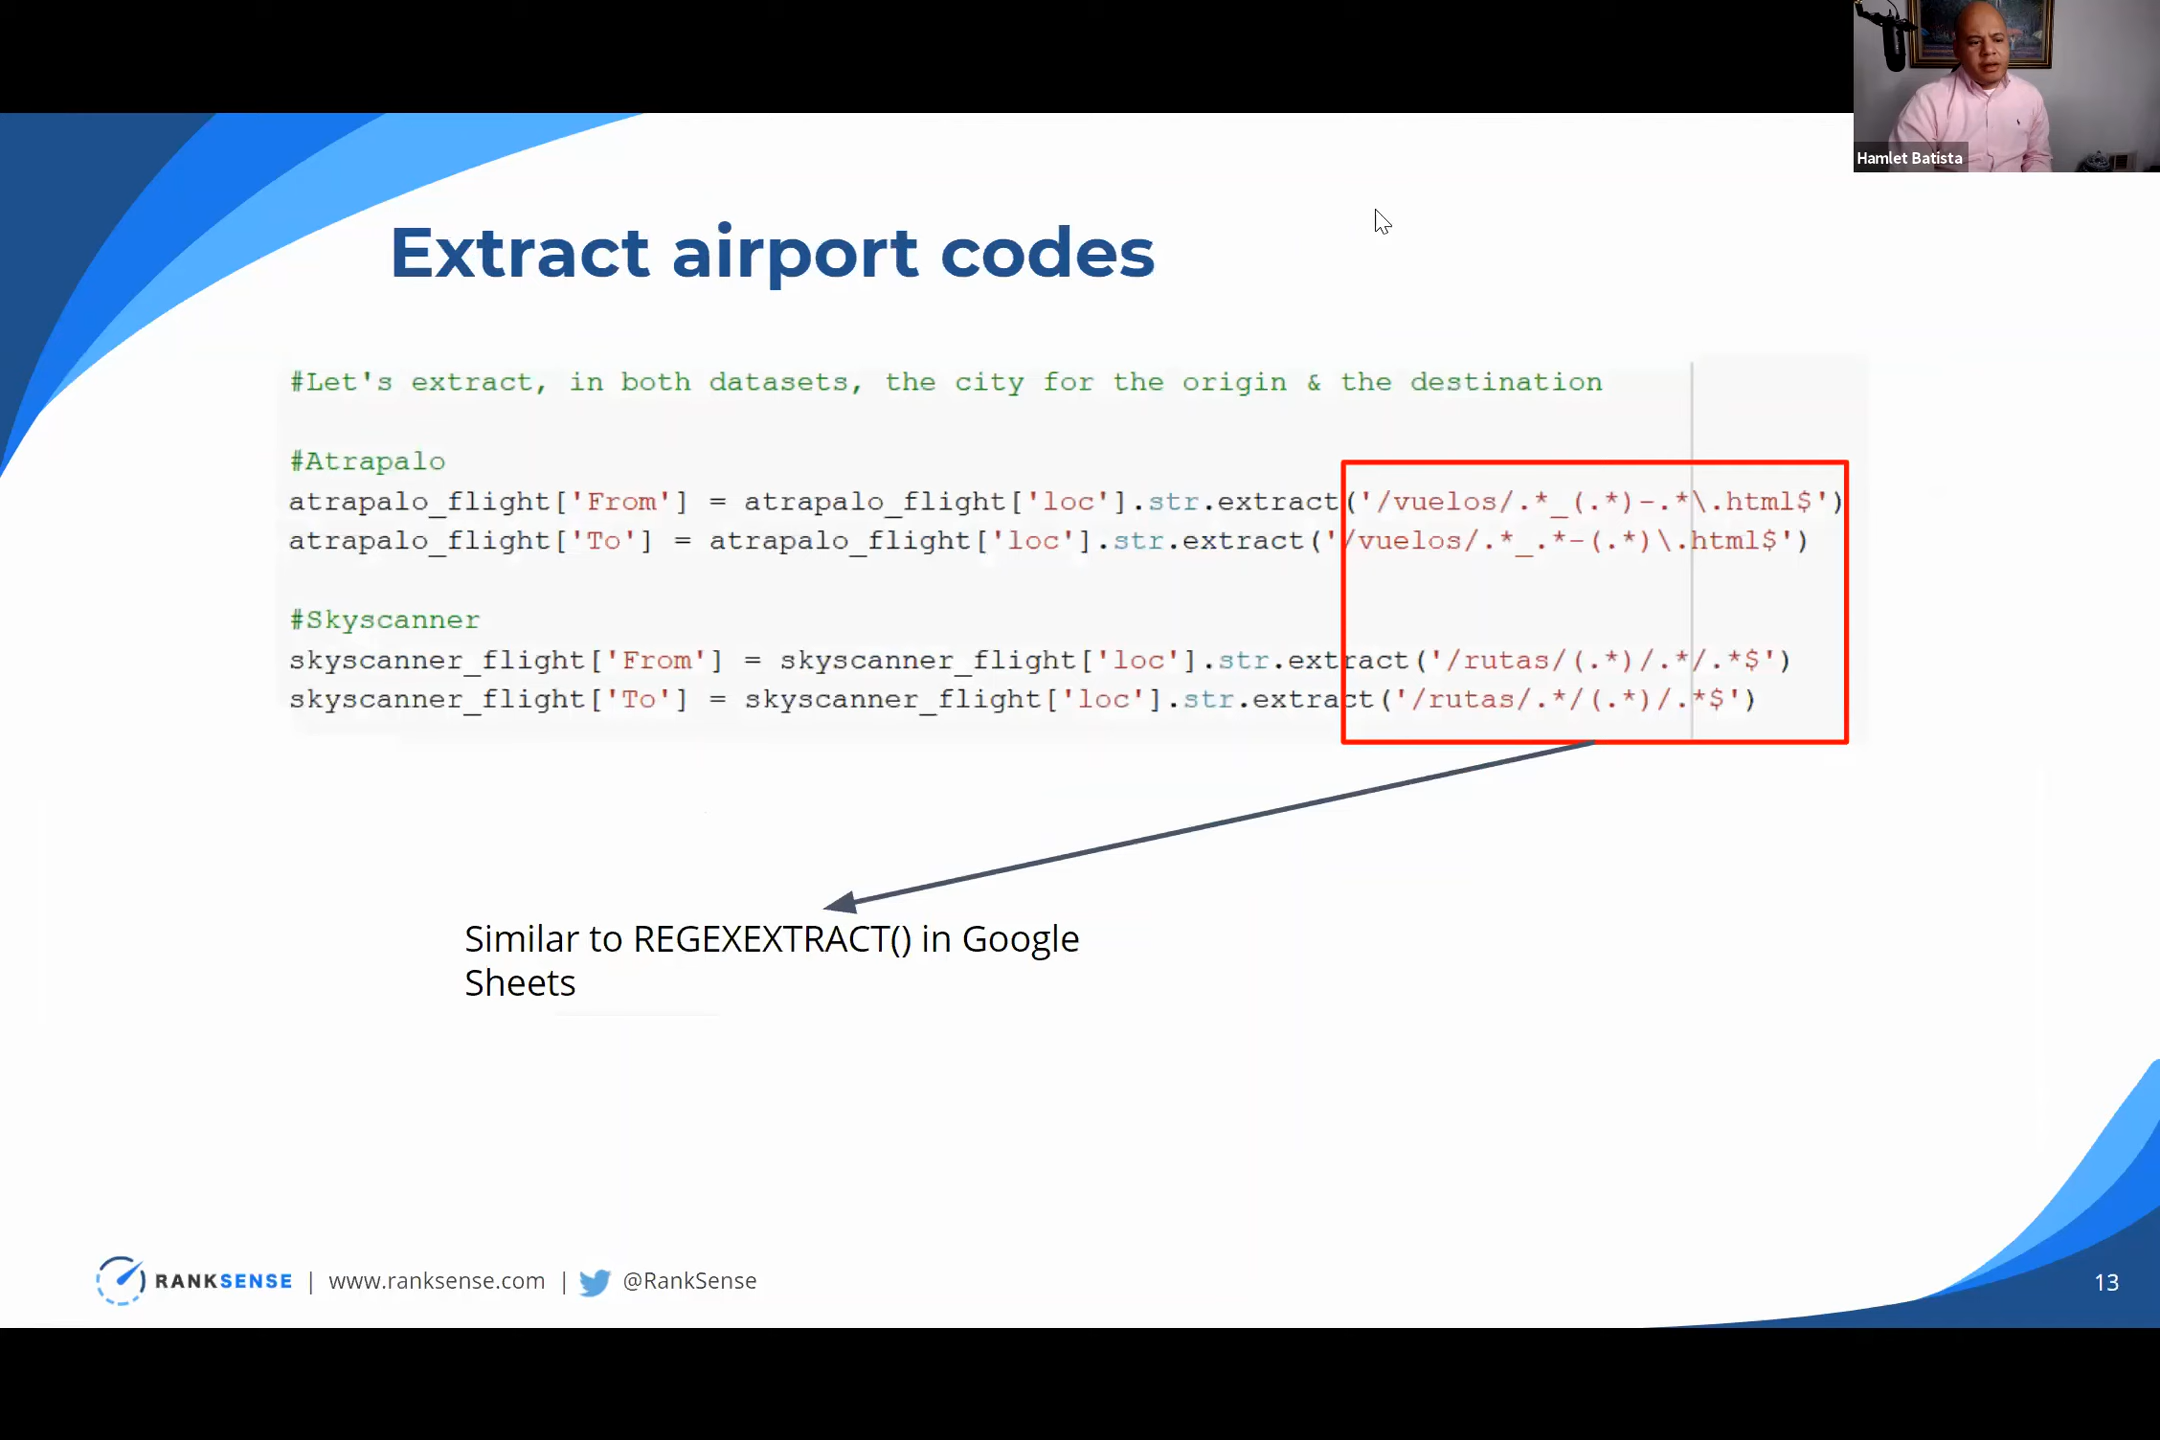 Hamlet Batista
Extract airport codes
#Let's extract, in both datasets, the city for the origin & the destination
#Atrapalo
atrapalo_flight['From'] = atrapalo_flight['loc'].str.extract('/vuelos/.*_(.*)-.*\.html$')
atrapalo_flight['To'] = atrapalo_flight['loc'].str.extract('/vuelos/.*_.*-(.*)\.html$')
#Skyscanner
skyscanner_flight['From'] = skyscanner_flight['loc'].str.extract('/rutas/(.*)/.*/.*$')
skyscanner_flight['To'] = skyscanner_flight['loc'].str.extract('/rutas/.*/(.*)/.*$')
Similar to REGEXEXTRACT() in Google
Sheets
RANKSENSE | www.ranksense.com | @RankSense
13